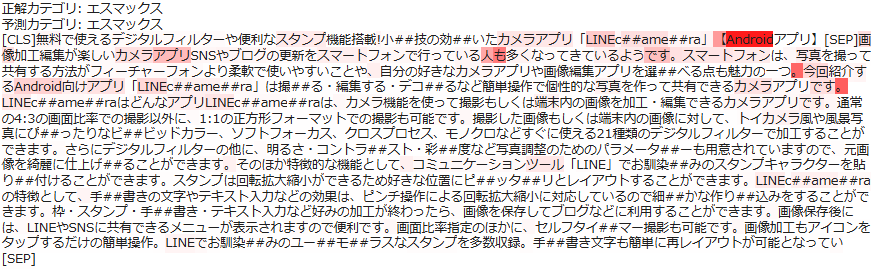 正解カテゴリ: エスマックス
予測カテゴリ: エスマックス
[CLS]無料で使えるデジタルフィルターや便利なスタンプ機能搭載!小##技の効##いたカメラアプリ「LINEc##ame##ra」【Androidアプリ】[SEP]画
像加工編集が楽しいカメラアプリSNSやブログの更新をスマートフォンで行っている人も多くなってきているようです。スマートフォンは、写真を撮って
共有する方法がフィーチャーフォンより柔軟で使いやすいことや、自分の好きなカメラアプリや画像編集アプリを選##べる点も魅力の一つ。今回紹介す
るAndroid向けアプリ「LINEc##ame##ra」は撮##る・編集する・デコ##るなど簡単操作で個性的な写真を作って共有できるカメラアプリです。
LINEc##ame##raはどんなアプリLINEc##ame##raは、カメラ機能を使って撮影もしくは端末内の画像を加工・編集できるカメラアプリです。通常
の4:3の画面比率での撮影以外に、1:1の正方形フォーマットでの撮影も可能です。撮影した画像もしくは端末内の画像に対して、トイカメラ風や風景写
真にぴ##ったりなビ##ビッドカラー、ソフトフォーカス、クロスプロセス、モノクロなどすぐに使える21種類のデジタルフィルターで加工することが
できます。さらにデジタルフィルターの他に、明るさ・コントラ##スト・彩##度など写真調整のためのパラメータ##ーも用意されていますので、元画
像を綺麗に仕上げ##ることができます。そのほか特徴的な機能として、コミュニケーションツール「LINE」でお馴染##みのスタンプキャラクターを貼
り##付けることができます。スタンプは回転拡大縮小ができるため好きな位置にピ##ッタ##リとレイアウトすることができます。LINEc##ame##ra
の特徴として、手##書きの文字やテキスト入力などの効果は、ピンチ操作による回転拡大縮小に対応しているので細##かな作り##込みをすることがで
きます。枠・スタンプ・手##書き・テキスト入力など好みの加工が終わったら、画像を保存してブログなどに利用することができます。画像保存後に
は、LINEやSNSに共有できるメニューが表示されますので便利です。画面比率指定のほかに、セルフタイ##マー撮影も可能です。画像加工もアイコンを
タップするだけの簡単操作。LINEでお馴染##みのユー##モ##ラスなスタンプを多数収録。手##書き文字も簡単に再レイアウトが可能となってい
[SEP]